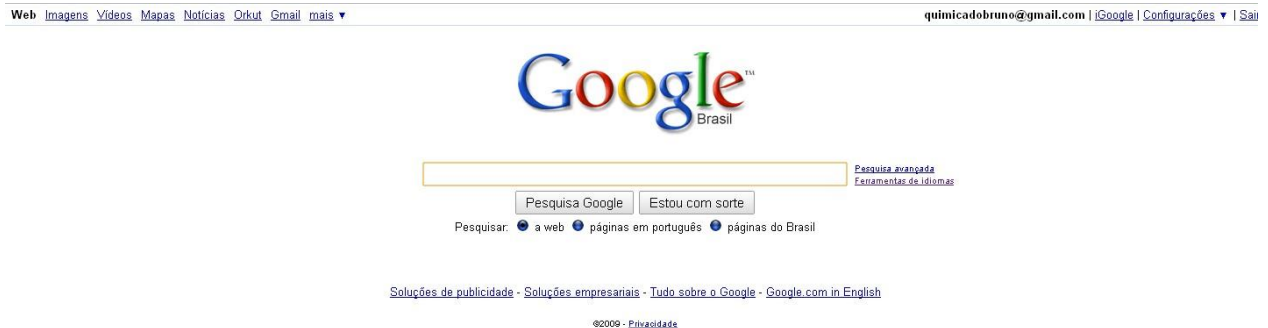 Web Imagens Vídeos Mapas Notícias Orkut Gmail mais ▼
quimicadobruno@gmail.com | iGoogle | Configurações ▼ | Sair
Google™
Brasil
Pesquisa avançada
Ferramentas de idiomas
Pesquisa Google Estou com sorte
Pesquisar: a web páginas em português páginas do Brasil
Soluções de publicidade - Soluções empresariais - Tudo sobre o Google - Google.com in English
©2009 - Privacidade